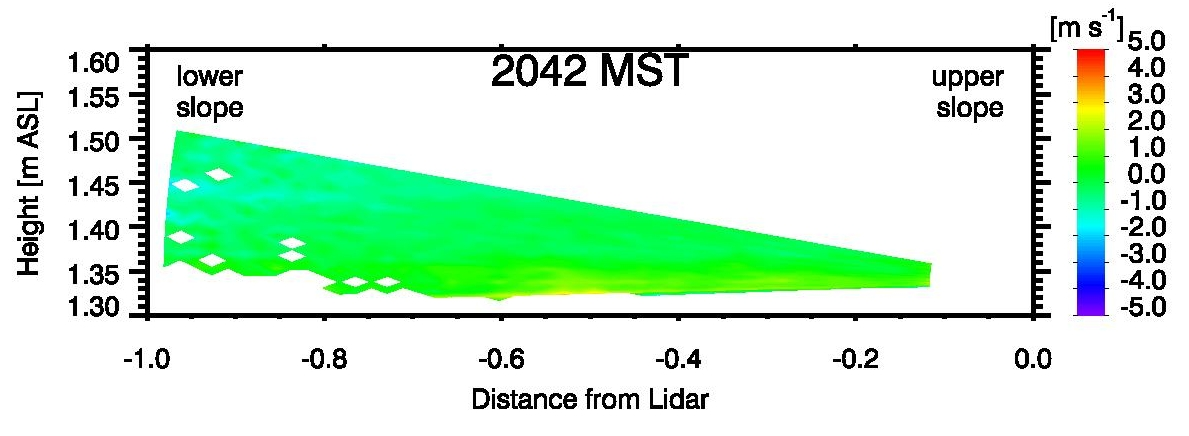 [m s-1]
2042 MST
lower
slope
upper
slope
Height [m ASL]
1.60
1.55
1.50
1.45
1.40
1.35
1.30
-1.0 -0.8 -0.6 -0.4 -0.2 0.0
Distance from Lidar
5.0
4.0
3.0
2.0
1.0
0.0
-1.0
-2.0
-3.0
-4.0
-5.0